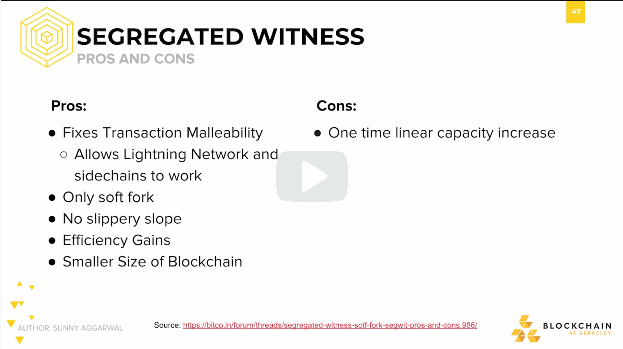 47
SEGREGATED WITNESS
PROS AND CONS
Pros:
● Fixes Transaction Malleability
○ Allows Lightning Network and
sidechains to work
● Only soft fork
● No slippery slope
● Efficiency Gains
● Smaller Size of Blockchain
Cons:
● One time linear capacity increase
AUTHOR: SUNNY AGGARWAL
Source: https://bitco.in/forum/threads/segregated-witness-sotf-fork-segwit-pros-and-cons.986/
BLOCKCHAIN
AT BERKELEY